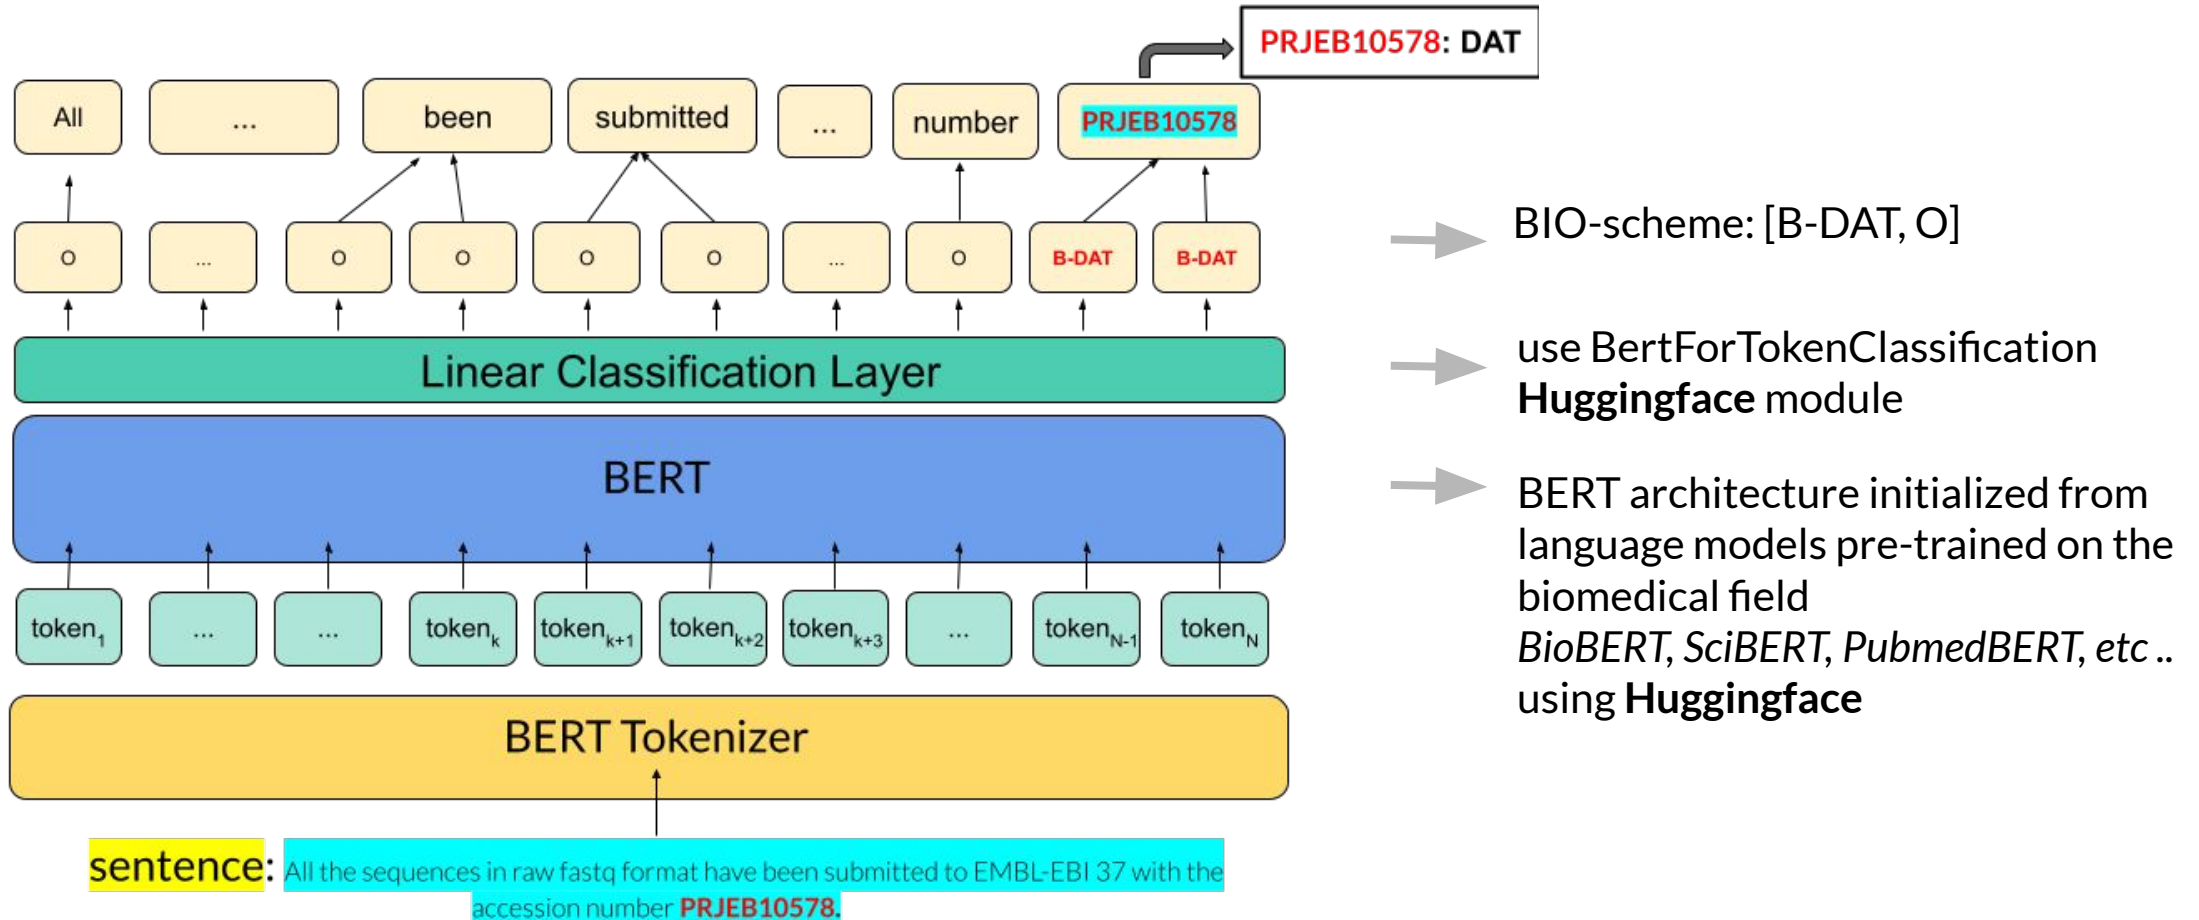 PRJEB10578: DAT
All ... been submitted ... number PRJEB10578
O ... O O O O ... O B-DAT B-DAT
BIO-scheme: [B-DAT, O]
Linear Classification Layer
use BertForTokenClassification
Huggingface module
BERT
BERT architecture initialized from
language models pre-trained on the
biomedical field
BioBERT, SciBERT, PubmedBERT, etc ..
using Huggingface
token1 ... ... tokenk tokenk+1 tokenk+2 tokenk+3 ... tokenN-1 tokenN
BERT Tokenizer
sentence: All the sequences in raw fastq format have been submitted to EMBL-EBI 37 with the
accession number PRJEB10578.